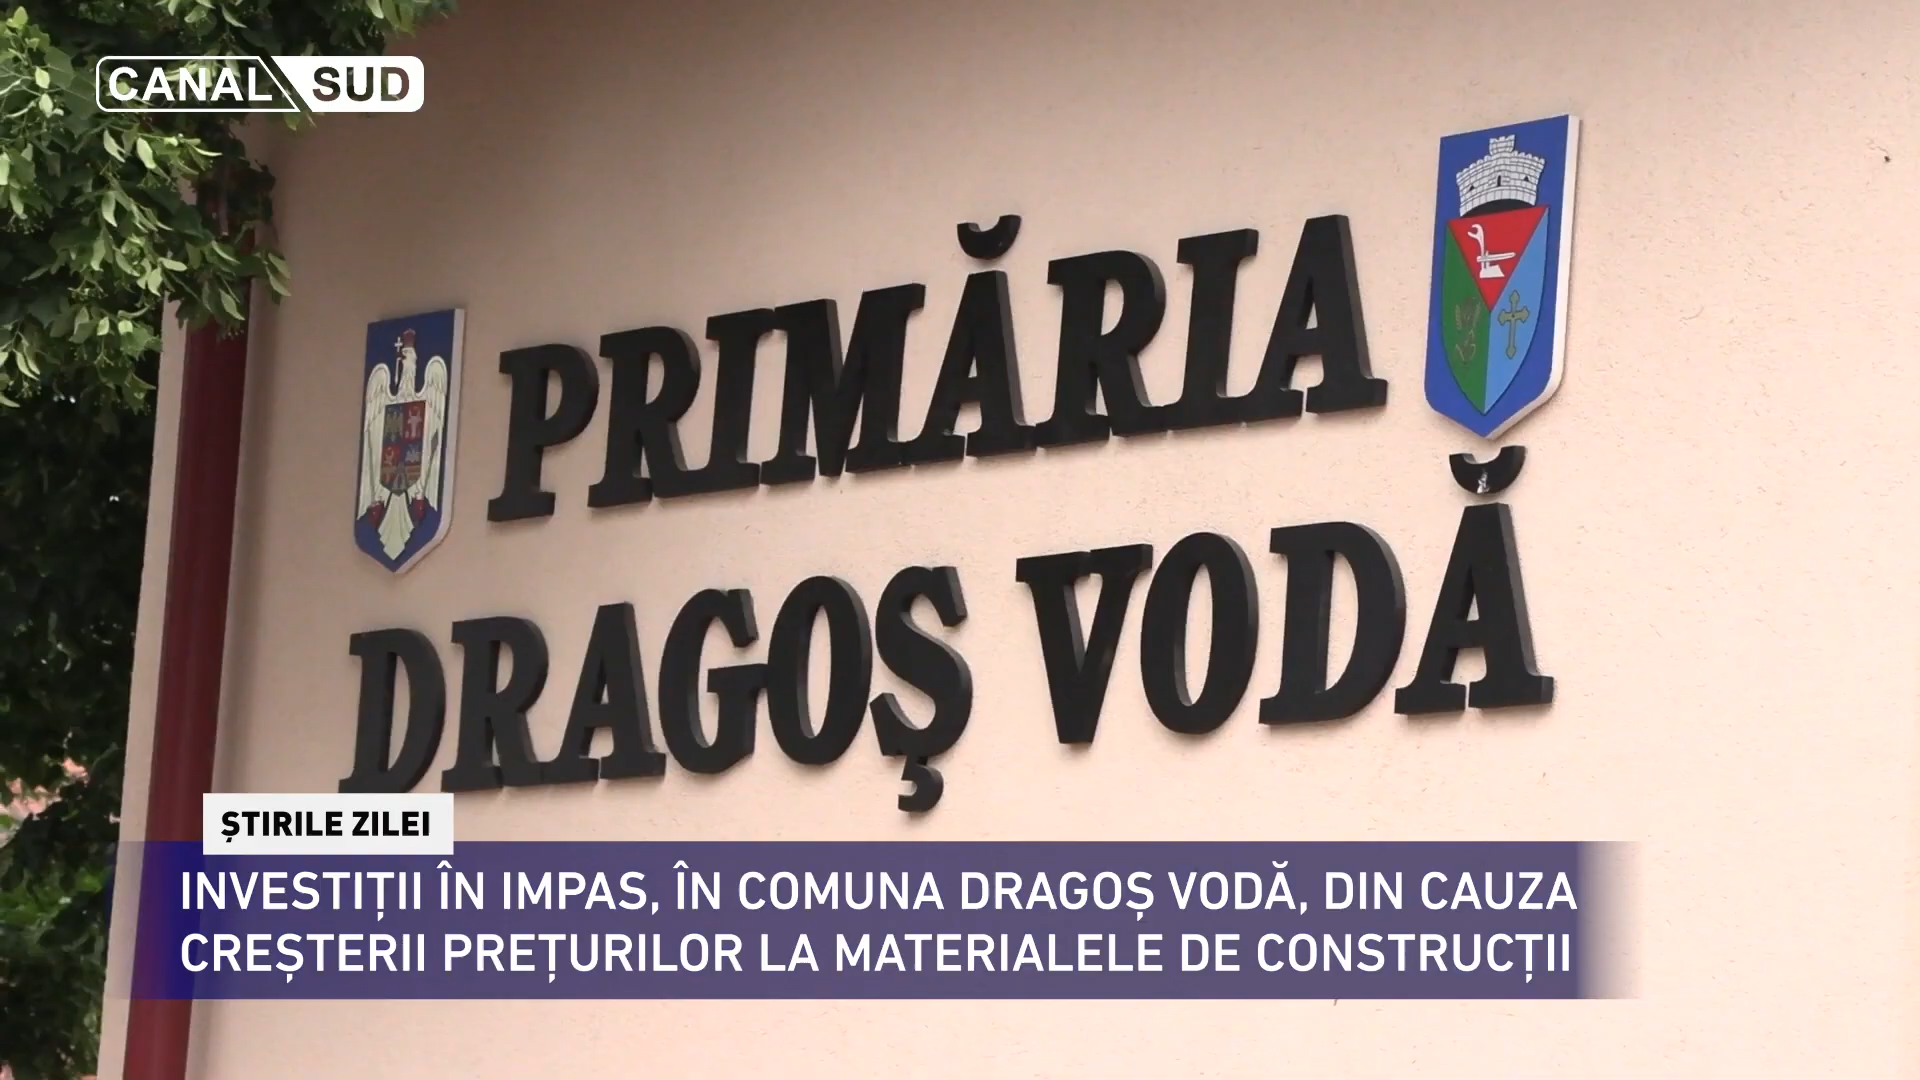 CANAL SUD
PRIMĂRIA
DRAGOȘ VODĂ
ȘTIRILE ZILEI
INVESTIȚII ÎN IMPAS, ÎN COMUNA DRAGOȘ VODĂ, DIN CAUZA
CREȘTERII PREȚURILOR LA MATERIALELE DE CONSTRUCȚII